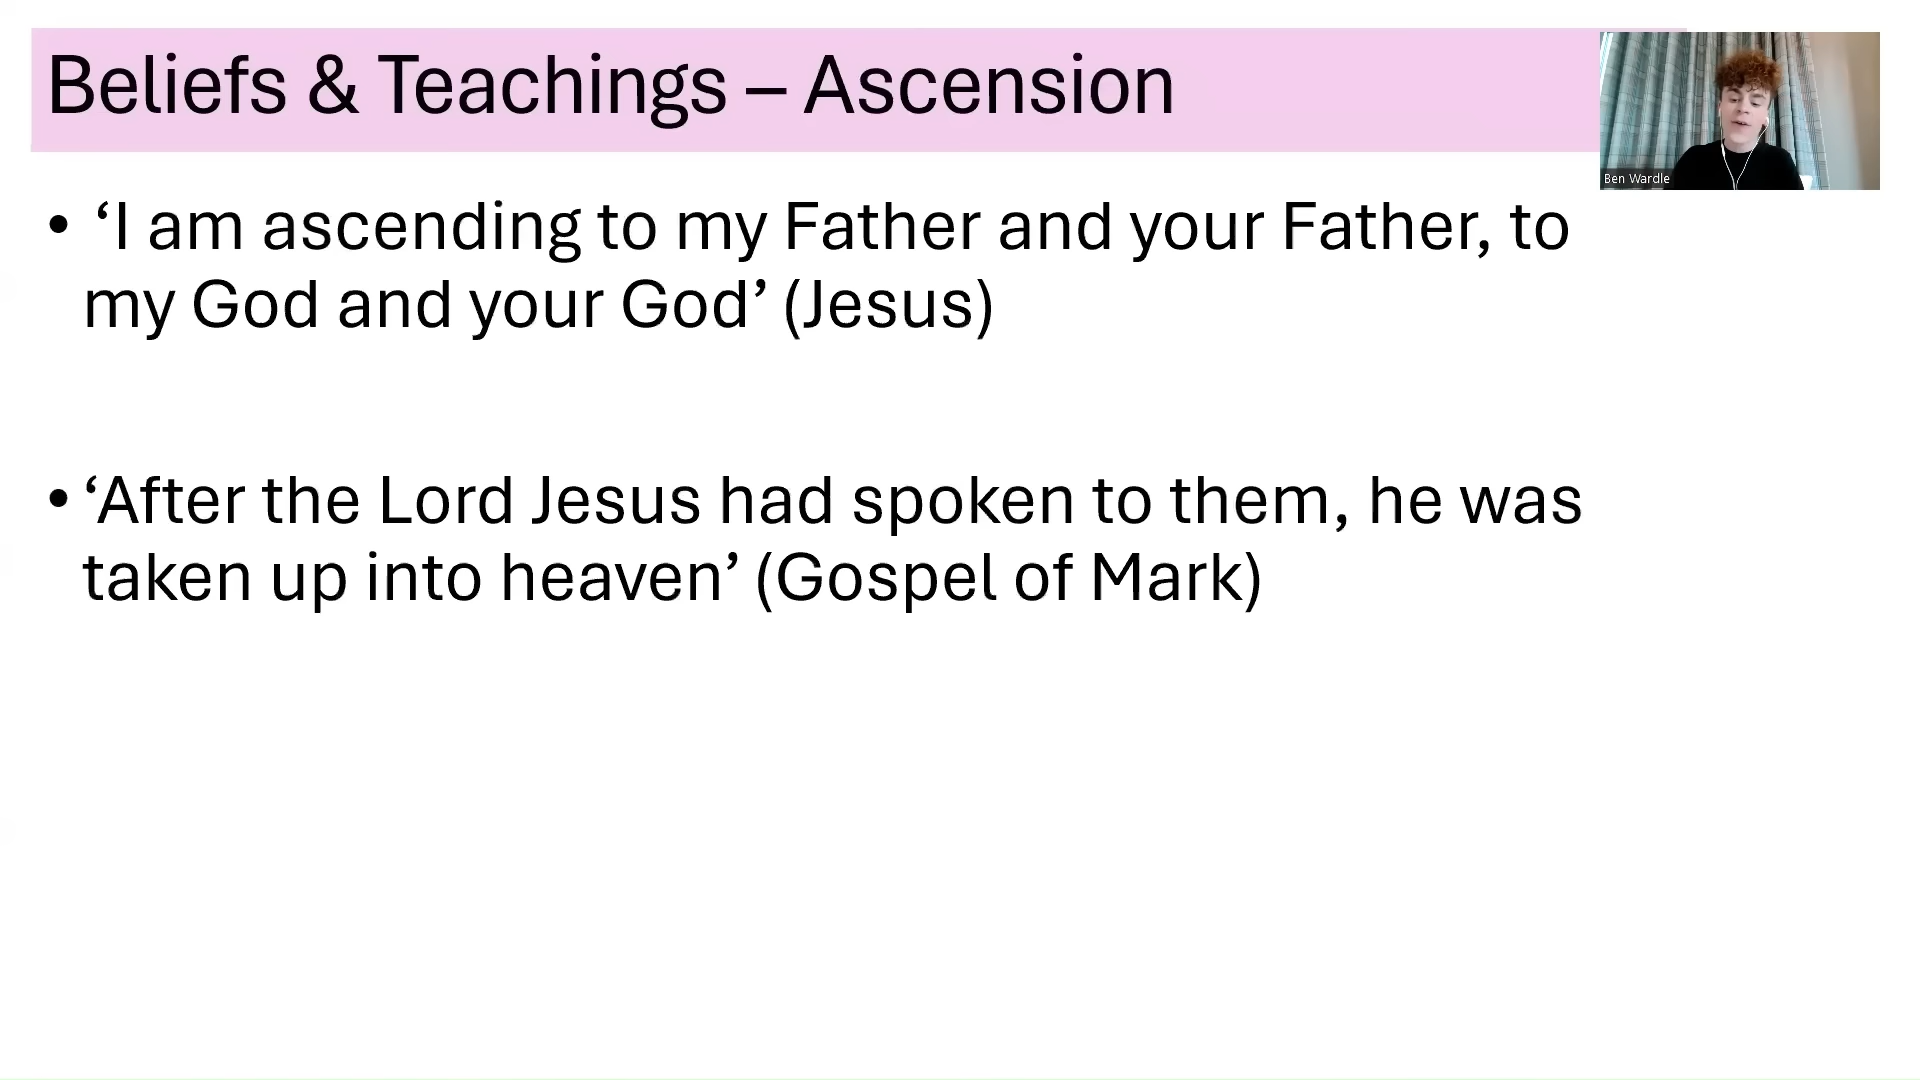 Beliefs & Teachings – Ascension
Ben Wardle
• ‘I am ascending to my Father and your Father, to
my God and your God’ (Jesus)
• ‘After the Lord Jesus had spoken to them, he was
taken up into heaven’ (Gospel of Mark)